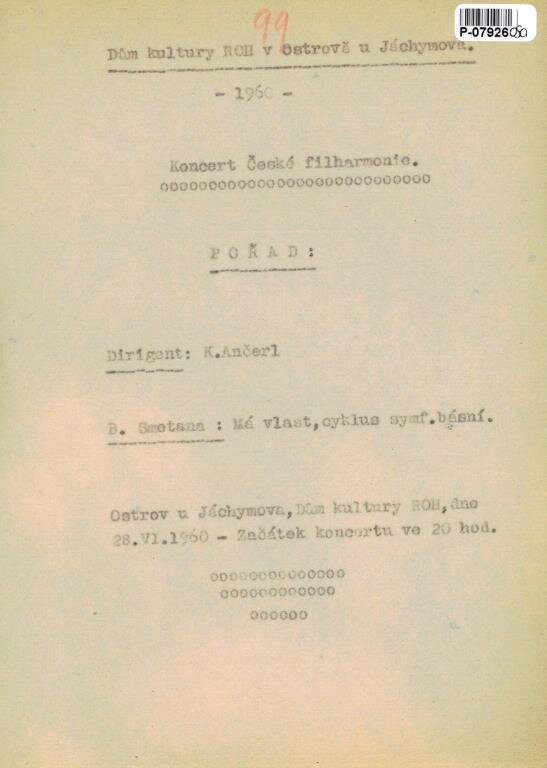 99
P-07926
Dům kultury ROH v Ostrově u Jáchymova.
- 1960 -
Koncert České filharmonie.
oooooooooooooooooooooooooooo
POŘAD:
Dirigent: K.Ančerl
B. Smetana : Má vlast,cyklus symf.básní.
Ostrov u Jáchymova,Dům kultury ROH,dne
28.VI.1960 - Začátek koncertu ve 20 hod.
oooooooooooooo
oooooooooooo
oooooo